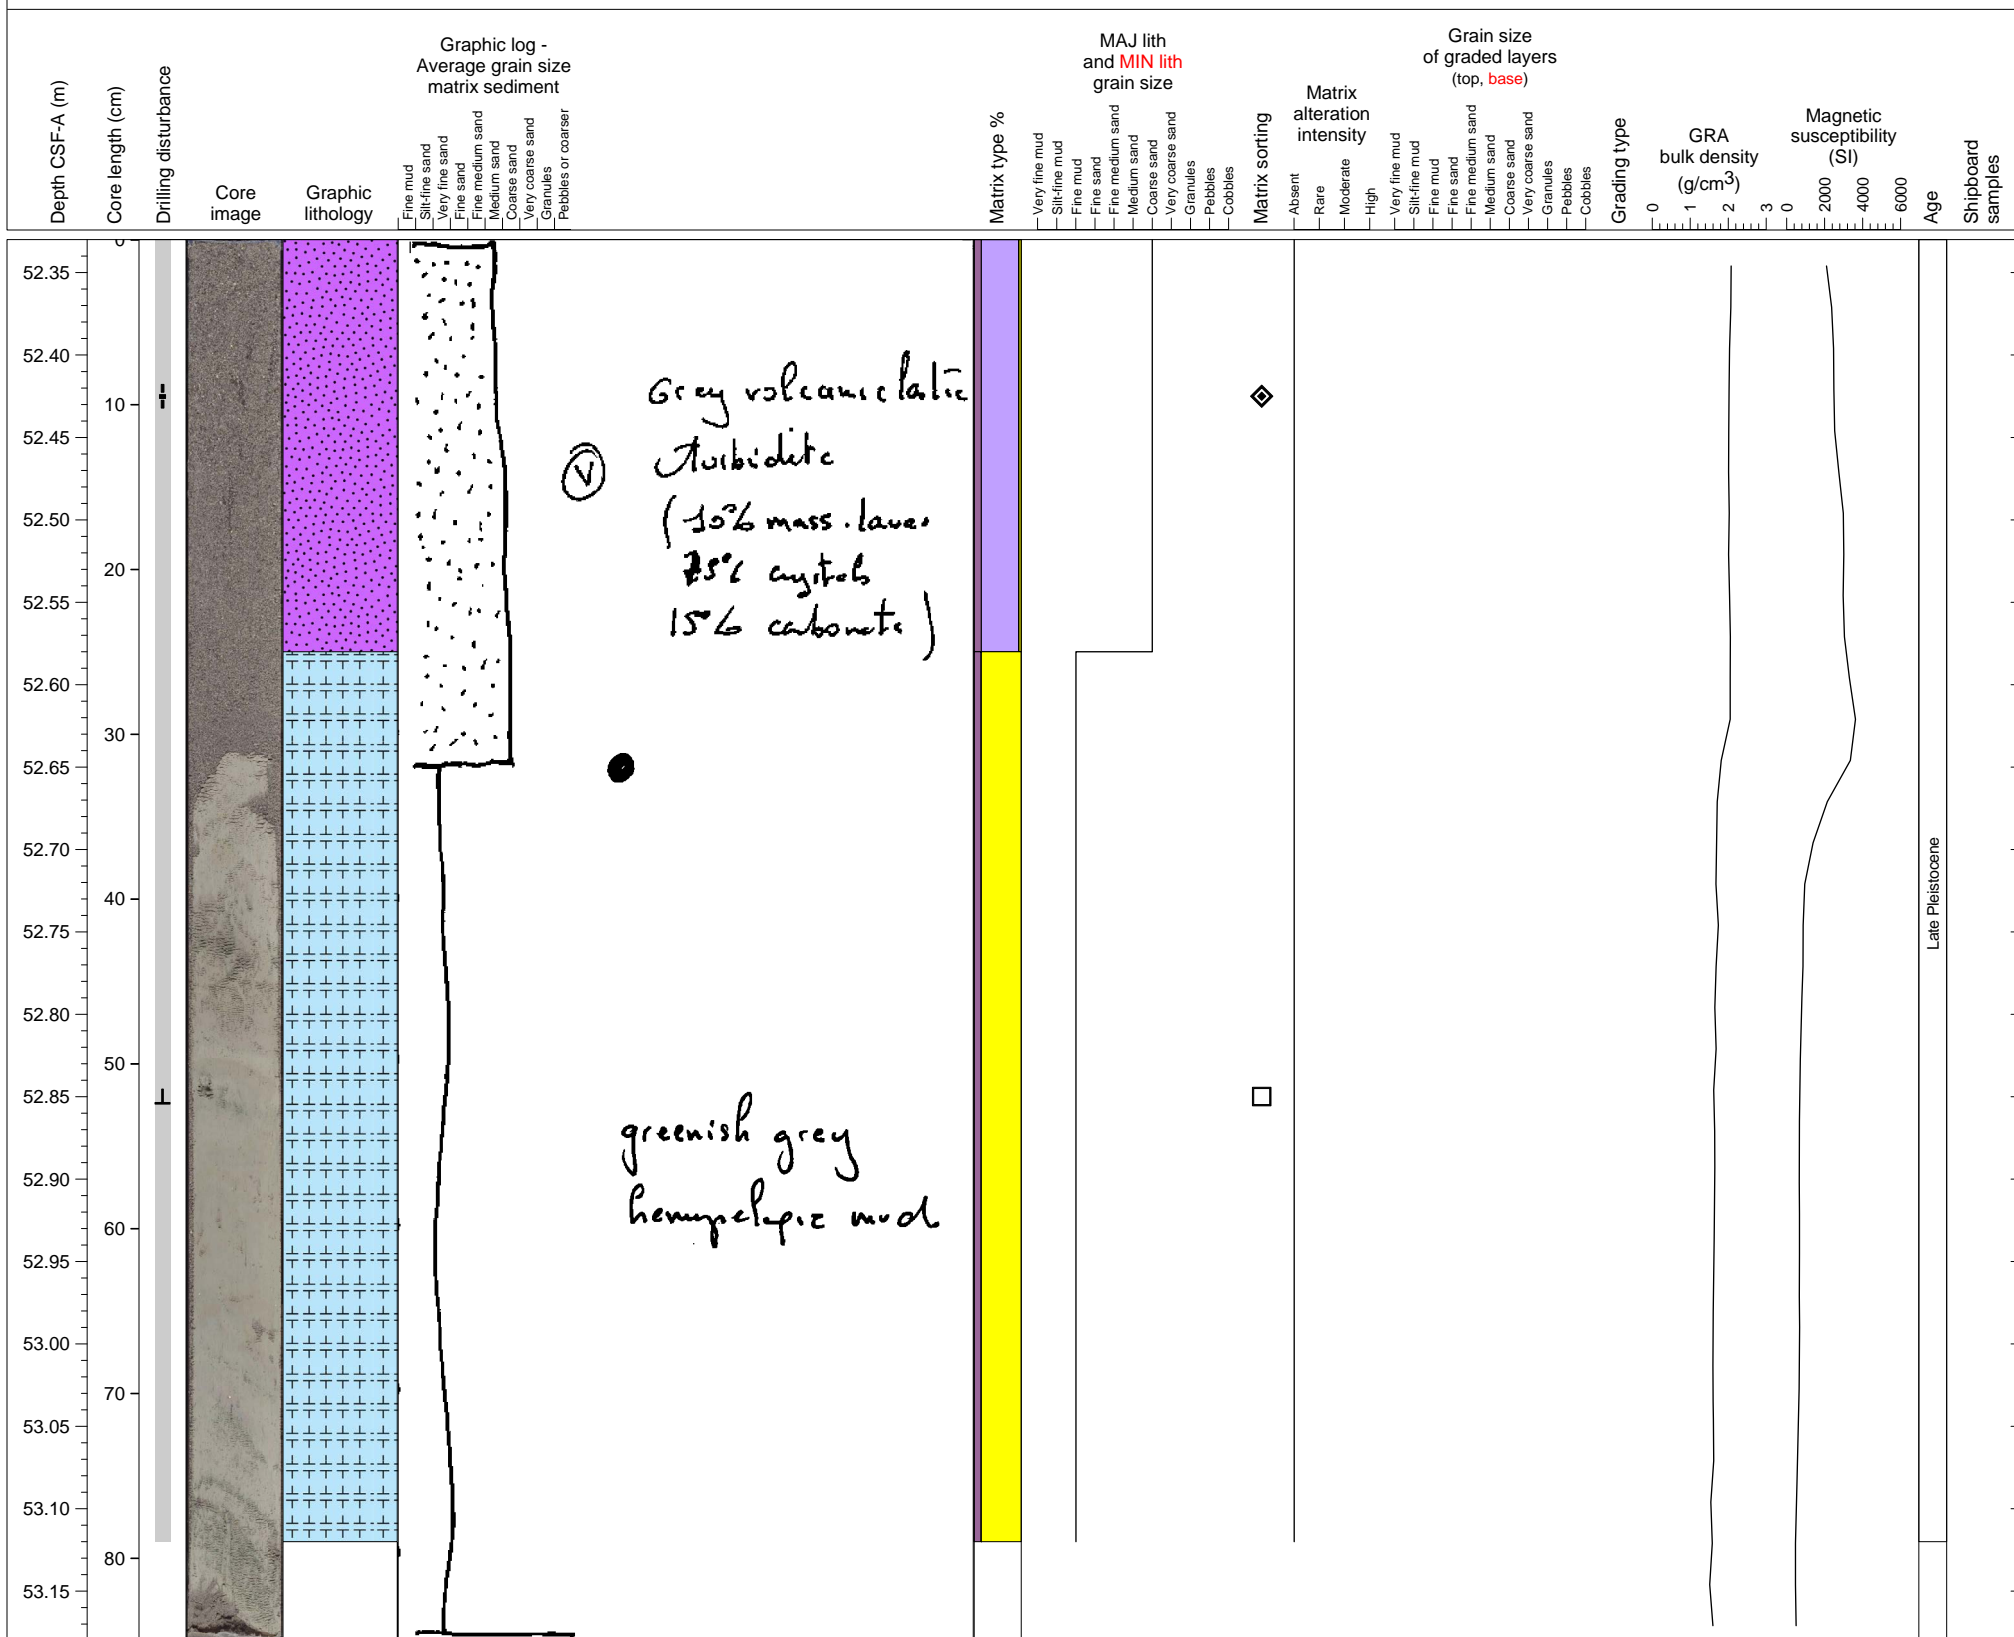 Depth CSF-A (m)
Core length (cm)
Drilling disturbance
Core
image
Graphic
lithology
Graphic log -
Average grain size
matrix sediment
Fine mud
Silt-fine sand
Very fine sand
Fine sand
Fine medium sand
Medium sand
Coarse sand
Very coarse sand
Granules
Pebbles or coarser
Matrix type %
MAJ lith
and MIN lith
grain size
Very fine mud
Silt-fine mud
Fine mud
Fine sand
Fine medium sand
Medium sand
Coarse sand
Very coarse sand
Granules
Pebbles
Cobbles
Matrix sorting
Matrix
alteration
intensity
Absent
Rare
Moderate
High
Grain size
of graded layers
(top, base)
Very fine mud
Silt-fine mud
Fine mud
Fine sand
Fine medium sand
Medium sand
Coarse sand
Very coarse sand
Granules
Pebbles
Cobbles
Grading type
GRA
bulk density
(g/cm3)
0 1 2 3
Magnetic
susceptibility
(SI)
0 2000 4000 6000
Age
Shipboard
samples
0
52.35
52.40
10
52.45
52.50
20
52.55
52.60
30
52.65
52.70
40
52.75
52.80
50
52.85
52.90
60
52.95
53.00
70
53.05
53.10
80
53.15
Grey volcaniclastic
turbidite
V
(10% mass. lavas
75% crystals
15% carbonate)
greenish grey
hemipelagic mud
Late Pleistocene